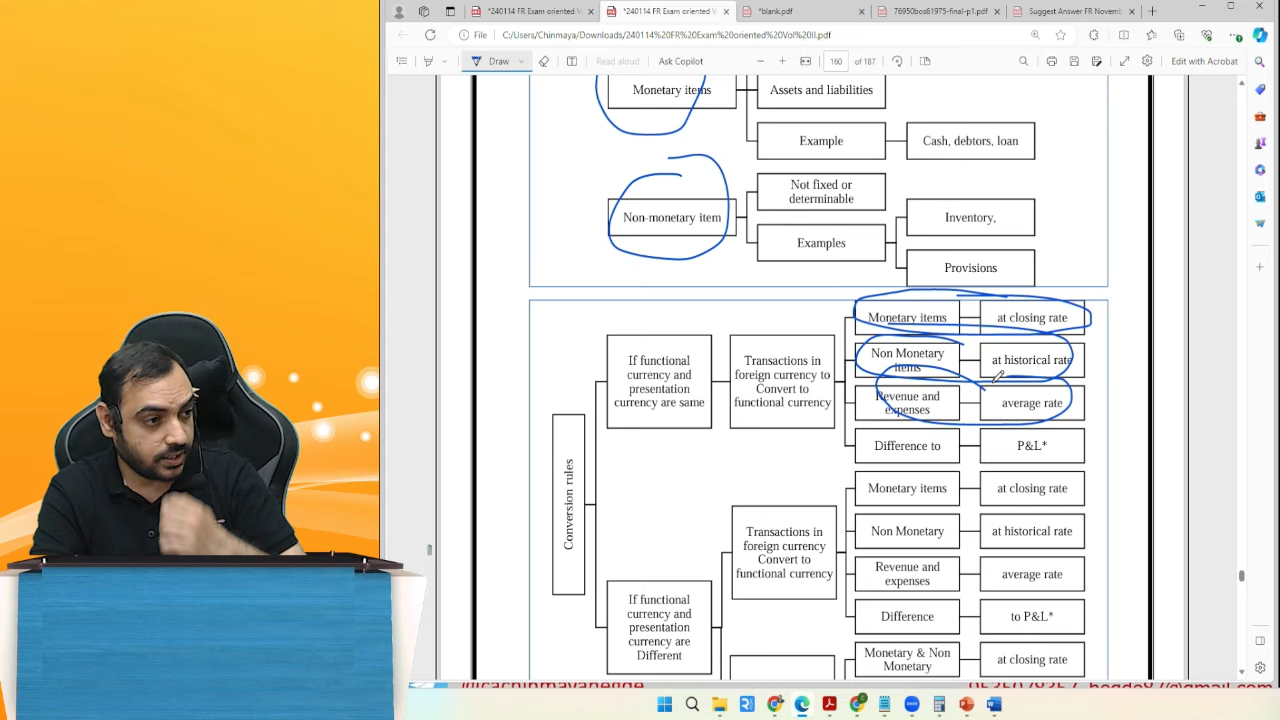 *240114 FR Exam oriented V
*240114 FR Exam oriented V
*blank.pdf
76950bos61975-final-p1.pdf
Suggest Answer FR Novemb
File
C:/Users/Chinmaya/Downloads/240114%20FR%20Exam%20oriented%20Vol%20II.pdf
Draw
Read aloud
Ask Copilot
160
of 187
Edit with Acrobat
Monetary items
Assets and liabilities
Example
Cash, debtors, loan
Not fixed or
determinable
Non-monetary item
Inventory,
Examples
Provisions
Monetary items
at closing rate
If functional
currency and
presentation
currency are same
Transactions in
foreign currency to
Convert to
functional currency
Non Monetary
items
at historical rate
Revenue and
expenses
average rate
Difference to
P&L*
Conversion rules
Monetary items
at closing rate
Transactions in
foreign currency
Convert to
functional currency
Non Monetary
at historical rate
Revenue and
expenses
average rate
If functional
currency and
presentation
currency are
Different
Difference
to P&L*
Monetary & Non
Monetary
at closing rate